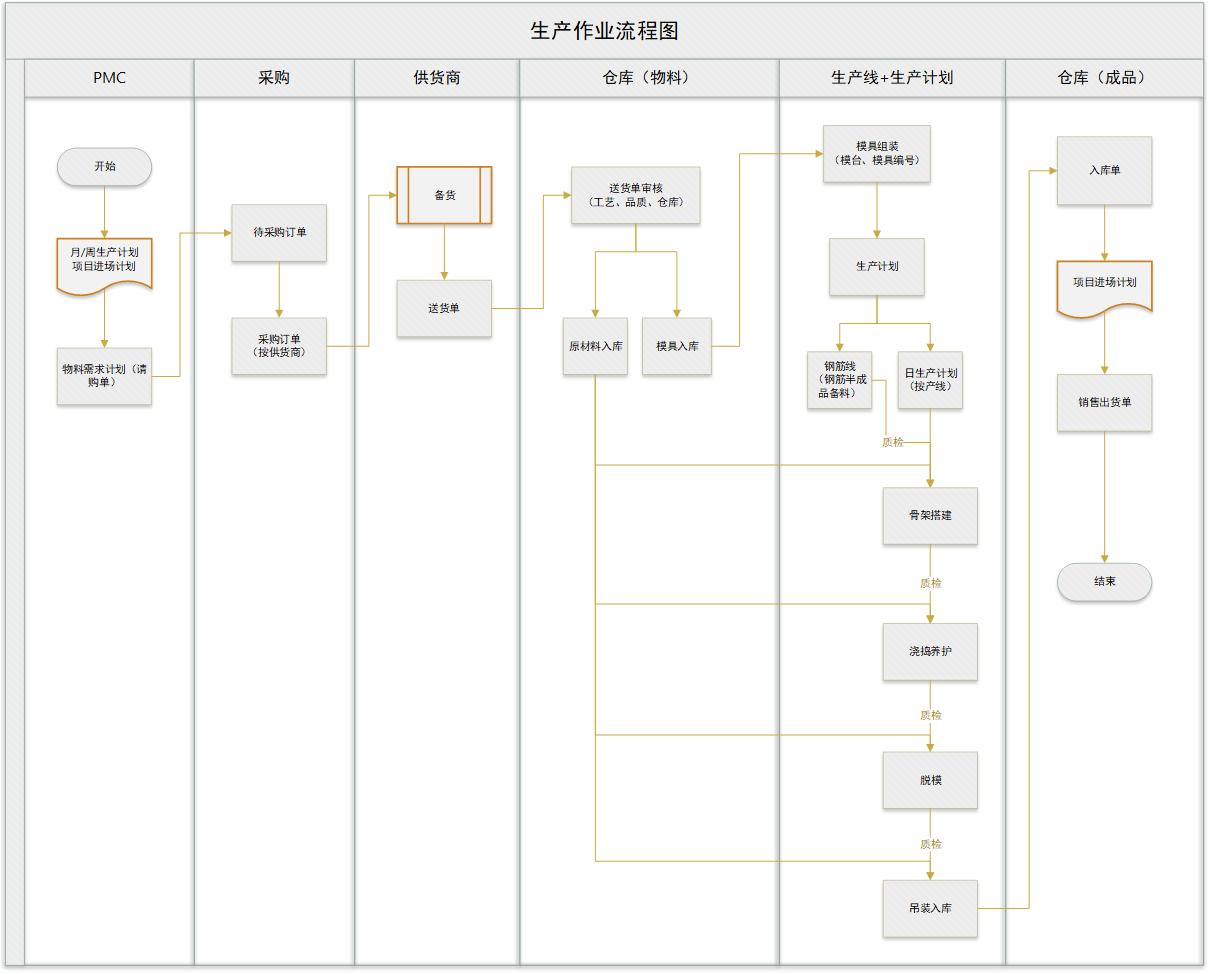 生产作业流程图
PMC
采购
供货商
仓库（物料）
生产线+生产计划
仓库（成品）
开始
月/周生产计划
项目进场计划
物料需求计划（请
购单）
待采购订单
采购订单
（按供货商）
备货
送货单
送货单审核
（工艺、品质、仓库）
原材料入库
模具入库
模具组装
（模台、模具编号）
生产计划
钢筋线
（钢筋半成
品备料）
日生产计划
（按产线）
质检
骨架搭建
质检
浇捣养护
质检
脱模
质检
吊装入库
入库单
项目进场计划
销售出货单
结束